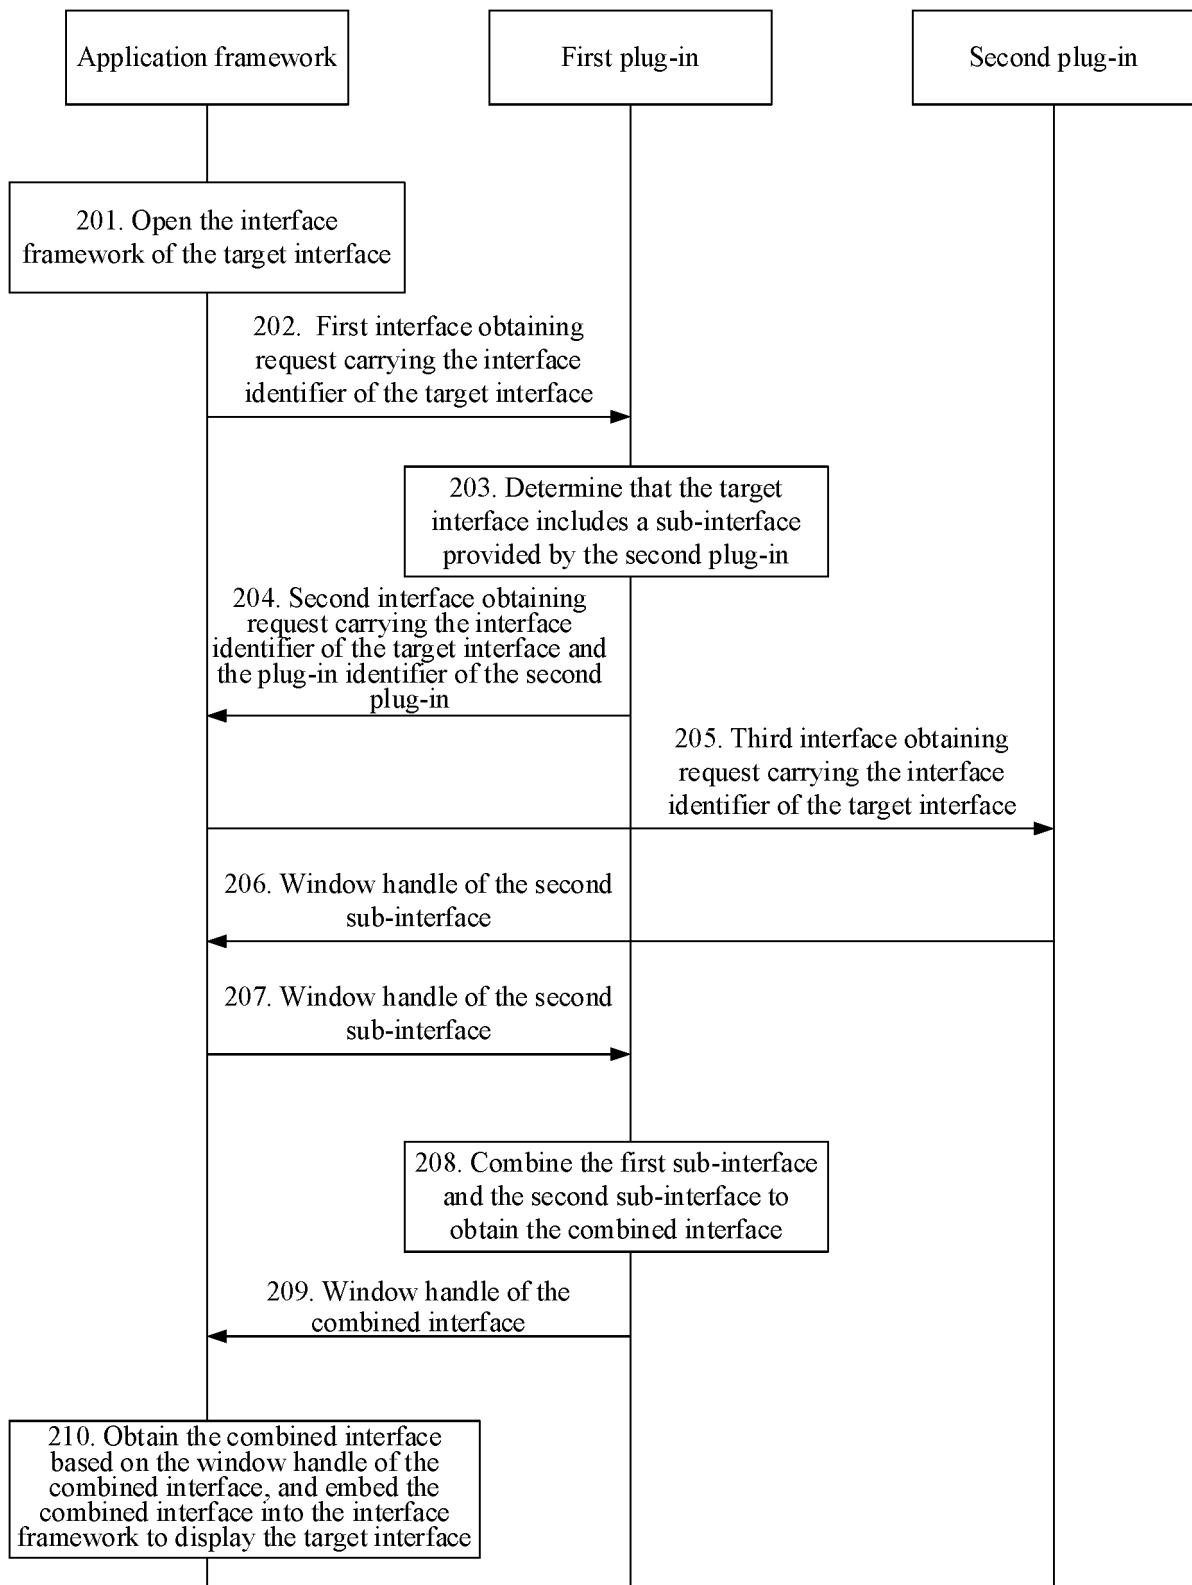 Application framework
First plug-in
Second plug-in
201. Open the interface
framework of the target interface
202. First interface obtaining
request carrying the interface
identifier of the target interface
203. Determine that the target
interface includes a sub-interface
provided by the second plug-in
204. Second interface obtaining
request carrying the interface
identifier of the target interface and
the plug-in identifier of the second
plug-in
205. Third interface obtaining
request carrying the interface
identifier of the target interface
206. Window handle of the second
sub-interface
207. Window handle of the second
sub-interface
208. Combine the first sub-interface
and the second sub-interface to
obtain the combined interface
209. Window handle of the
combined interface
210. Obtain the combined interface
based on the window handle of the
combined interface, and embed the
combined interface into the interface
framework to display the target interface